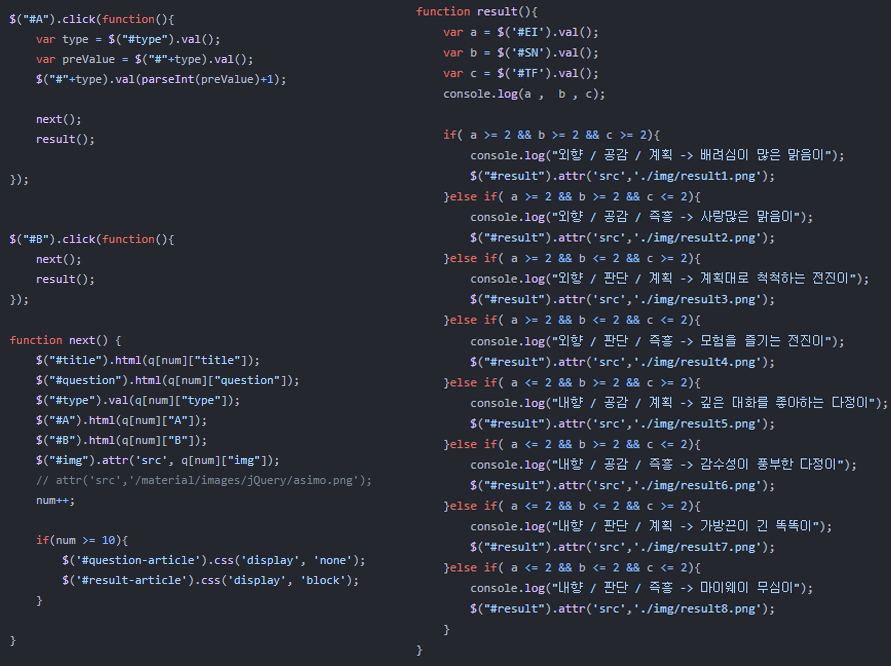 $("#A").click(function(){
var type = $("#type").val();
var preValue = $("#"+type).val();
$("#"+type).val(parseInt(preValue)+1);
next();
result();
});
$("#B").click(function(){
next();
result();
});
function next() {
$("#title").html(q[num]["title"]);
$("#question").html(q[num]["question"]);
$("#type").val(q[num]["type"]);
$("#A").html(q[num]["A"]);
$("#B").html(q[num]["B"]);
$("#img").attr('src', q[num]["img"]);
// attr('src','/material/images/jQuery/asimo.png');
num++;
if(num >= 10){
$('#question-article').css('display', 'none');
$('#result-article').css('display', 'block');
}
}
function result(){
var a = $('#EI').val();
var b = $('#SN').val();
var c = $('#TF').val();
console.log(a ,  b , c);
if( a >= 2 && b >= 2 && c >= 2){
console.log("외향 / 공감 / 계획 -> 배려심이 많은 맑음이");
$("#result").attr('src','./img/result1.png');
}else if( a >= 2 && b >= 2 && c <= 2){
console.log("외향 / 공감 / 즉흥 -> 사랑많은 맑음이");
$("#result").attr('src','./img/result2.png');
}else if( a >= 2 && b <= 2 && c >= 2){
console.log("외향 / 판단 / 계획 -> 계획대로 척척하는 전진이");
$("#result").attr('src','./img/result3.png');
}else if( a >= 2 && b <= 2 && c <= 2){
console.log("외향 / 판단 / 즉흥 -> 모험을 즐기는 전진이");
$("#result").attr('src','./img/result4.png');
}else if( a <= 2 && b >= 2 && c >= 2){
console.log("내향 / 공감 / 계획 -> 깊은 대화를 좋아하는 다정이");
$("#result").attr('src','./img/result5.png');
}else if( a <= 2 && b >= 2 && c <= 2){
console.log("내향 / 공감 / 즉흥 -> 감수성이 풍부한 다정이");
$("#result").attr('src','./img/result6.png');
}else if( a <= 2 && b <= 2 && c >= 2){
console.log("내향 / 판단 / 계획 -> 가방끈이 긴 똑똑이");
$("#result").attr('src','./img/result7.png');
}else if( a <= 2 && b <= 2 && c <= 2){
console.log("내향 / 판단 / 즉흥 -> 마이웨이 무심이");
$("#result").attr('src','./img/result8.png');
}
}